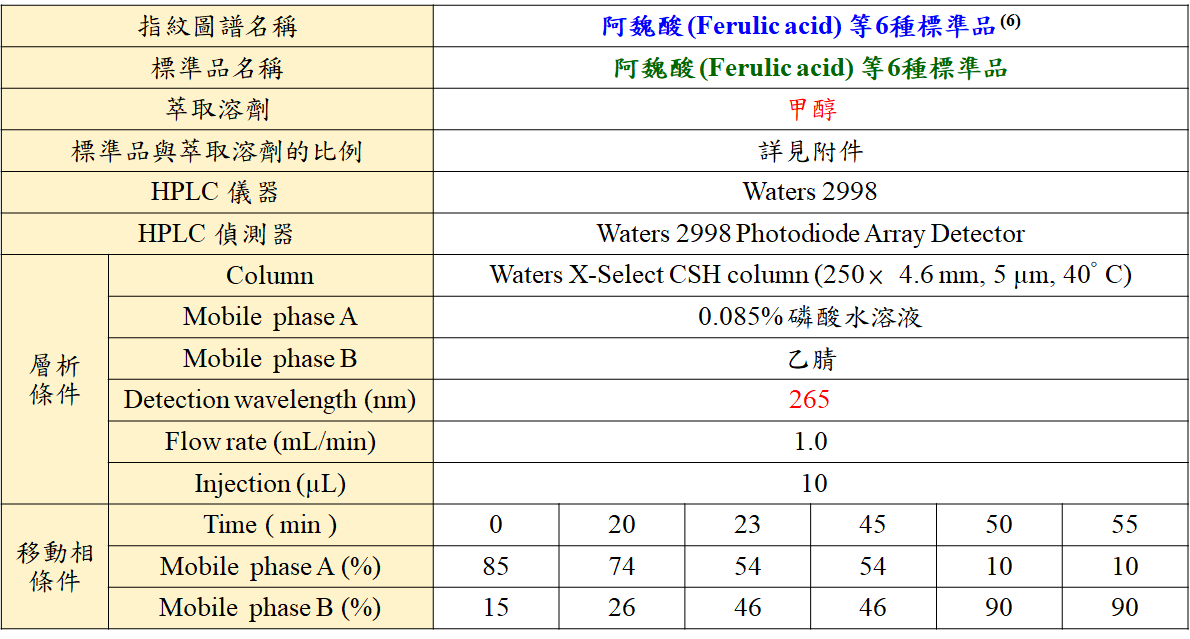 指紋圖譜名稱 阿魏酸(Ferulic acid) 等6種標準品(6)
標準品名稱 阿魏酸(Ferulic acid) 等6種標準品
萃取溶劑 甲醇
標準品與萃取溶劑的比例 詳見附件
HPLC 儀器 Waters 2998
HPLC 偵測器 Waters 2998 Photodiode Array Detector
層析
條件
Column Waters X-Select CSH column (250× 4.6 mm, 5 μm, 40° C)
Mobile phase A 0.085% 磷酸水溶液
Mobile phase B 乙腈
Detection wavelength (nm) 265
Flow rate (mL/min) 1.0
Injection (μL) 10
移動相
條件
Time ( min ) 0 20 23 45 50 55
Mobile phase A (%) 85 74 54 54 10 10
Mobile phase B (%) 15 26 46 46 90 90